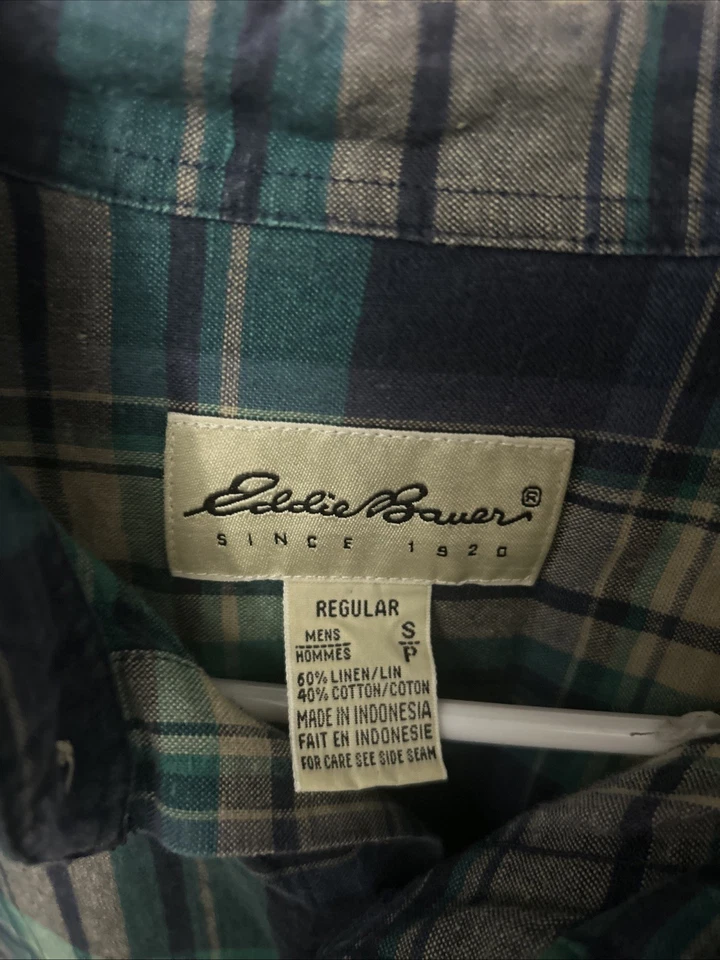 Eddie Bauer®
SINCE 1920
REGULAR
MENS S
HOMMES P
60% LINEN/LIN
40% COTTON/COTON
MADE IN INDONESIA
FAIT EN INDONESIE
FOR CARE SEE SIDE SEAM